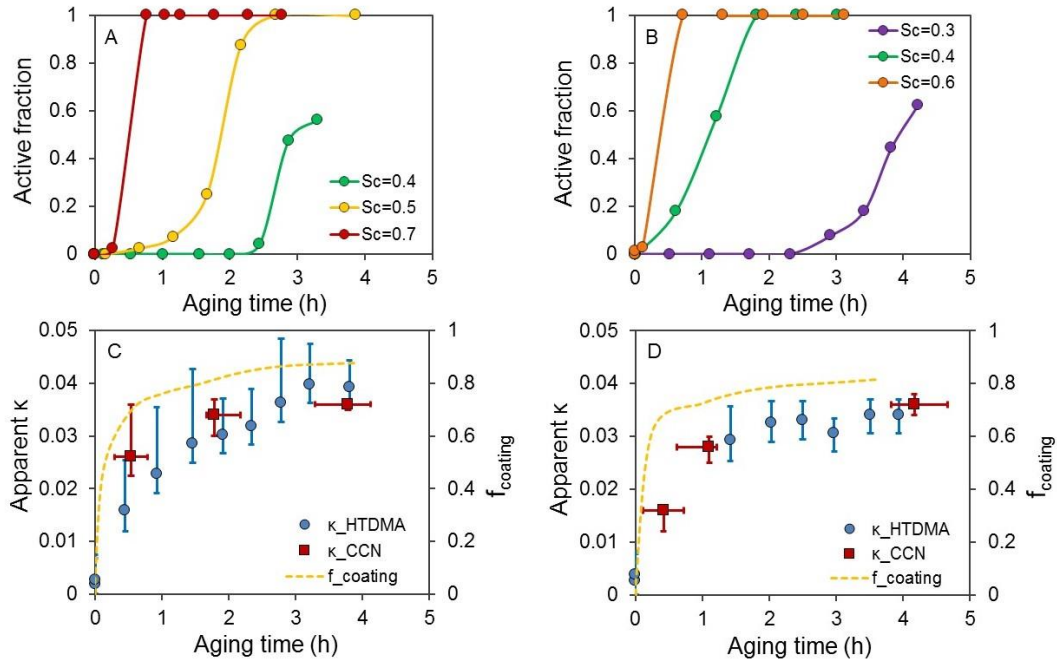 A
Active fraction
1
0.8
0.6
0.4
0.2
0
Sc=0.4
Sc=0.5
Sc=0.7
0 1 2 3 4 5
Aging time (h)
B
Active fraction
1
0.8
0.6
0.4
0.2
0
Sc=0.3
Sc=0.4
Sc=0.6
0 1 2 3 4 5
Aging time (h)
C
Apparent κ
0.05
0.04
0.03
0.02
0.01
0
1
0.8
0.6
0.4
0.2
0
fcoating
κ_HTDMA
κ_CCN
f_coating
0 1 2 3 4 5
Aging time (h)
D
Apparent κ
0.05
0.04
0.03
0.02
0.01
0
1
0.8
0.6
0.4
0.2
0
fcoating
κ_HTDMA
κ_CCN
f_coating
0 1 2 3 4 5
Aging time (h)